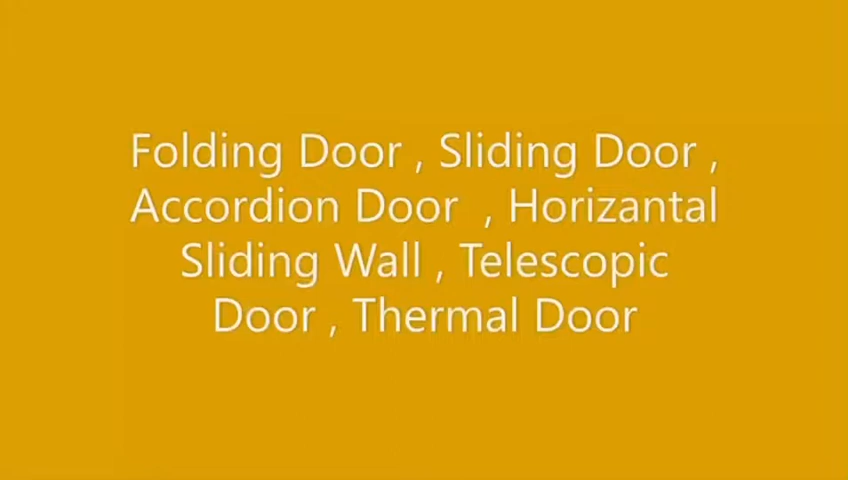 Folding Door , Sliding Door ,
Accordion Door  , Horizantal
Sliding Wall , Telescopic
Door , Thermal Door